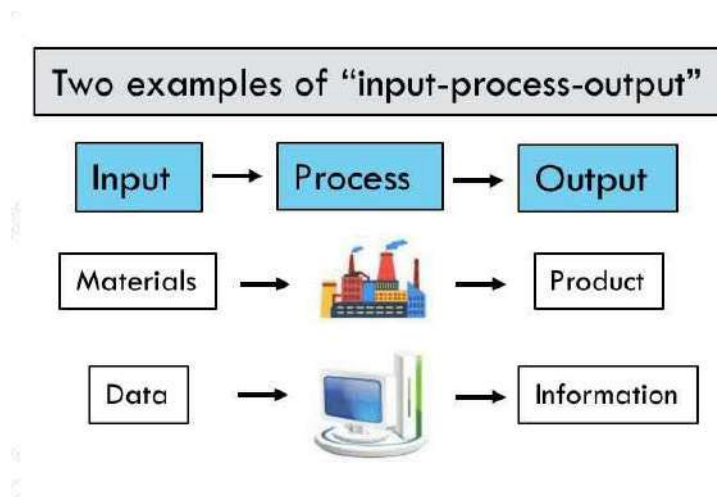 Two examples of “input-process-output”
Input
Process
Output
Materials
Product
Data
Information